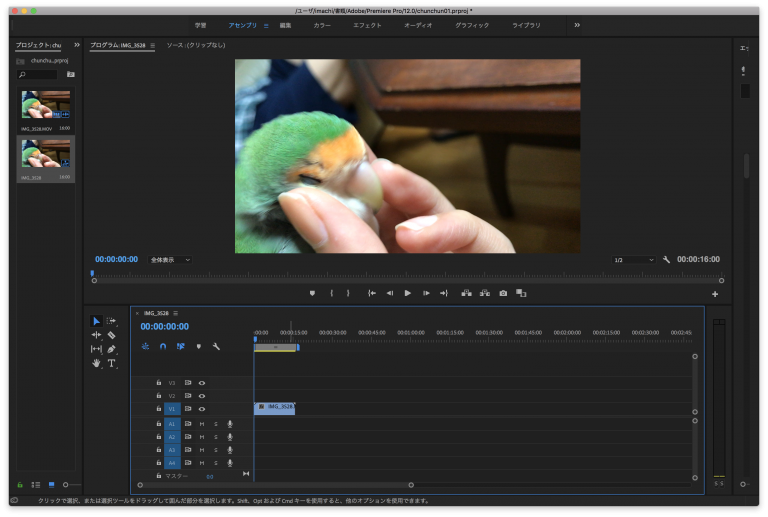 /ユーザ/imachi/書類/Adobe/Premiere Pro/12.0/chunchun01.prproj *
学習 アセンブリ 編集 カラー エフェクト オーディオ グラフィック ライブラリ
プロジェクト: chu
chunchu...prproj
IMG_3528.MOV 16:00
IMG_3528 16:00
プログラム: IMG_3528 ソース: (クリップなし)
00:00:00:00 全体表示 1/2 00:00:16:00
× IMG_3528
00:00:00:00
:00:00 00:00:15:00 00:00:30:00 00:00:45:00 00:01:00:00 00:01:15:00 00:01:30:00 00:01:45:00 00:02:00:00 00:02:15:00 00:02:30:00 00:02:45
V3
V2
V1 IMG_3528
A1 M S
A2 M S
A3 M S
A4 M S
マスター 0.0
S S
クリックで選択、または選択ツールをドラッグして囲んだ部分を選択します。Shift、Opt および Cmd キーを使用すると、他のオプションを使用できます。